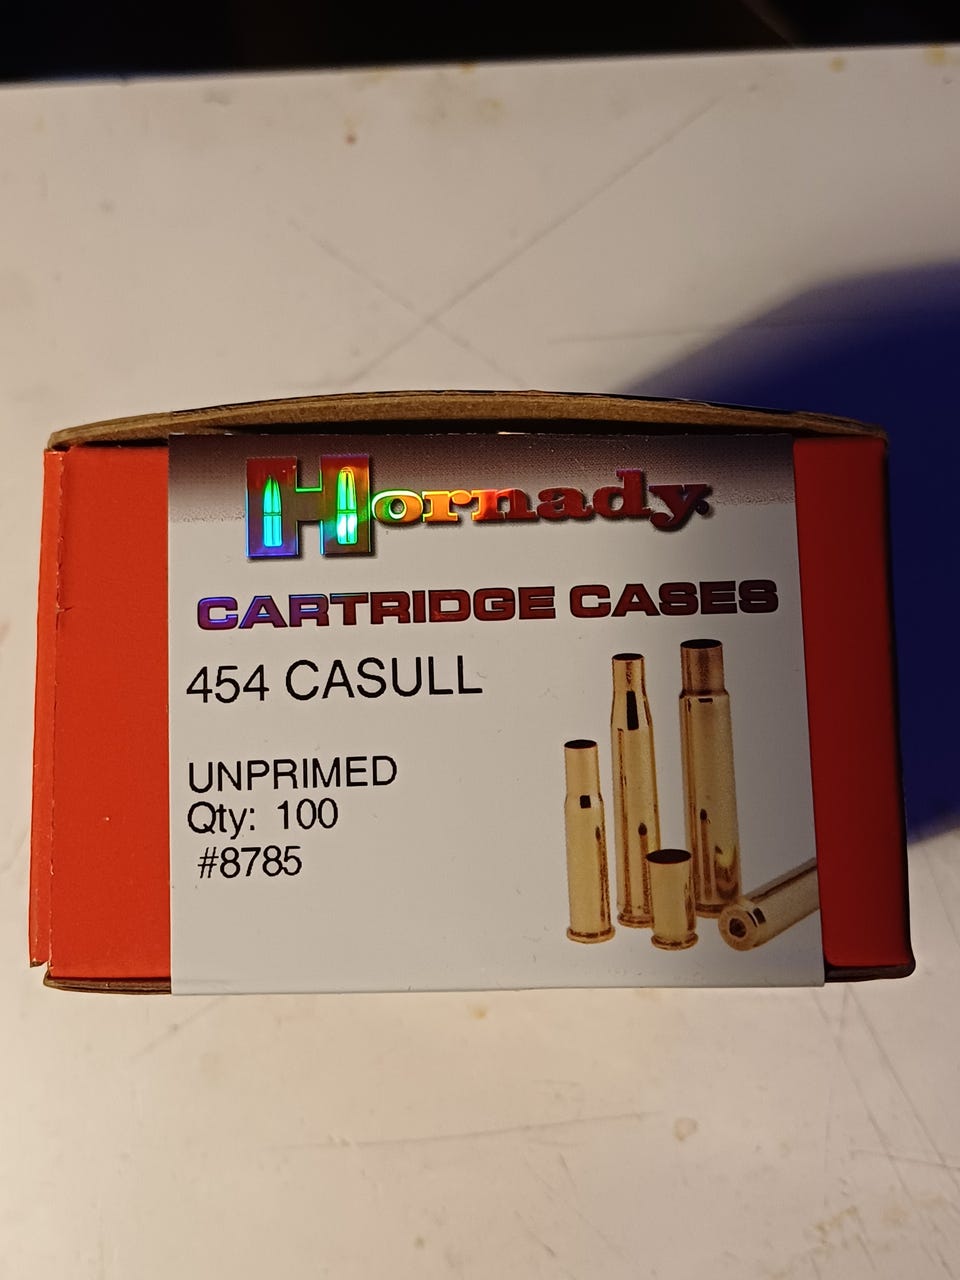 Hornady
CARTRIDGE CASES
454 CASULL
UNPRIMED
Qty: 100
#8785